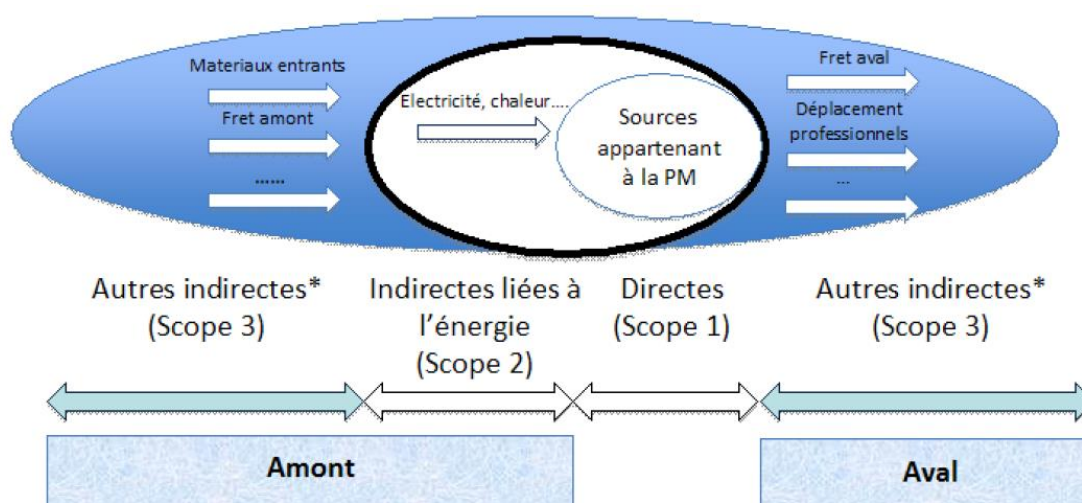 Materiaux entrants
Fret amont
......
Electricité, chaleur....
Sources
appartenant
à la PM
Fret aval
Déplacement
professionnels
...
Autres indirectes*
(Scope 3)
Indirectes liées à
l'énergie
(Scope 2)
Directes
(Scope 1)
Autres indirectes*
(Scope 3)
Amont
Aval